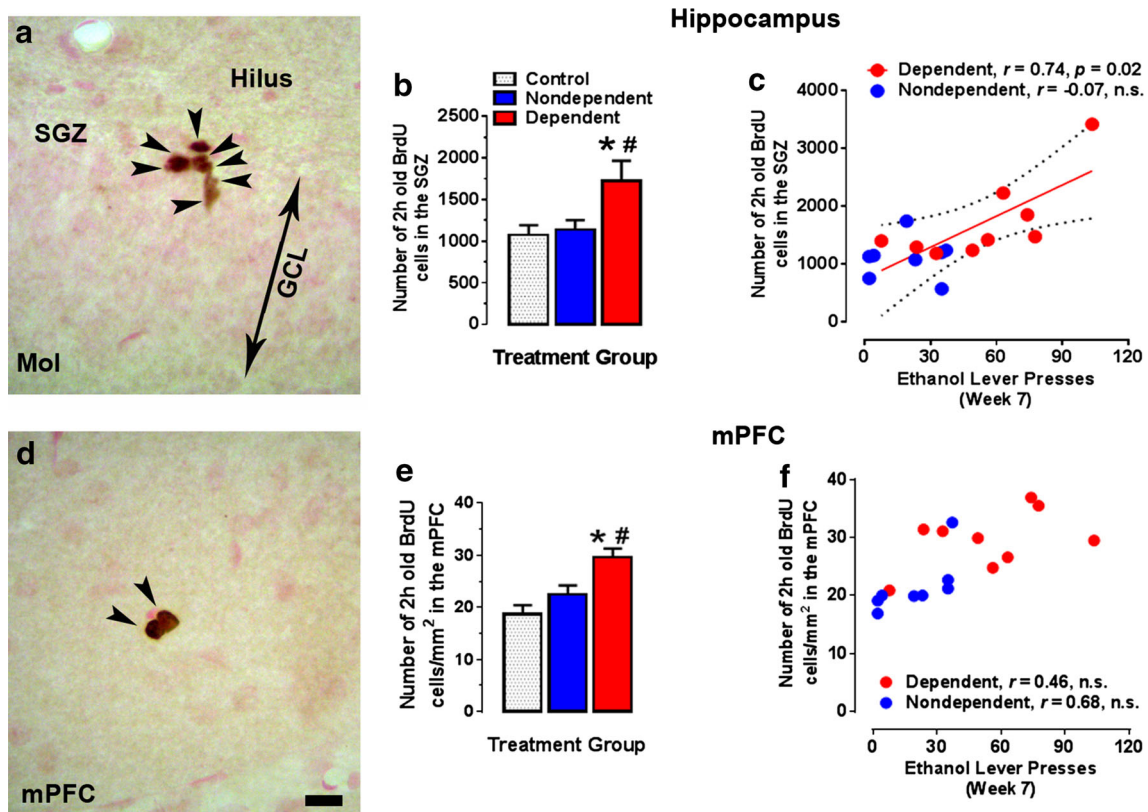 Hippocampus
a
Hilus
SGZ
GCL
Mol
b
Control
Nondependent
Dependent
Number of 2h old BrdU
cells in the SGZ
2500
2000
1500
1000
500
0
* #
Treatment Group
c
Dependent, r = 0.74, p = 0.02
Nondependent, r = -0.07, n.s.
Number of 2h old BrdU
cells in the SGZ
4000
3000
2000
1000
0
0 30 60 90 120
Ethanol Lever Presses
(Week 7)
mPFC
d
mPFC
e
Number of 2h old BrdU
cells/mm² in the mPFC
40
30
20
10
0
* #
Treatment Group
f
Number of 2h old BrdU
cells/mm² in the mPFC
40
30
20
10
0
Dependent, r = 0.46, n.s.
Nondependent, r = 0.68, n.s.
0 30 60 90 120
Ethanol Lever Presses
(Week 7)